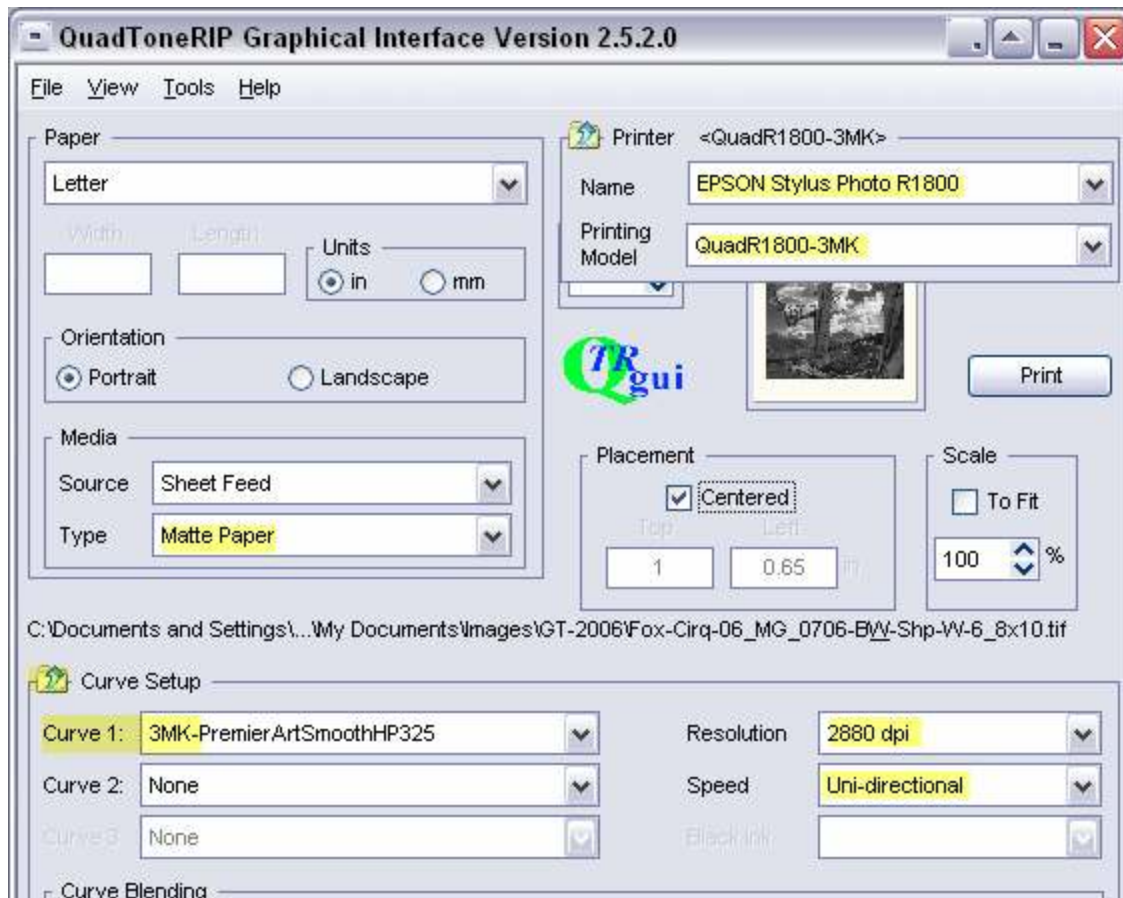 QuadToneRIP Graphical Interface Version 2.5.2.0
File View Tools Help
Paper
Letter
Width Length
Units
in mm
Orientation
Portrait Landscape
Media
Source Sheet Feed
Type Matte Paper
Printer <QuadR1800-3MK>
Name EPSON Stylus Photo R1800
Printing
Model QuadR1800-3MK
QTR
gui
Print
Placement
Centered
Top Left
1 0.65 in
Scale
To Fit
100 %
C:\Documents and Settings\...\My Documents\Images\GT-2006\Fox-Cirq-06_MG_0706-BW-Shp-W-6_8x10.tif
Curve Setup
Curve 1: 3MK-PremierArtSmoothHP325 Resolution 2880 dpi
Curve 2: None Speed Uni-directional
Curve 3 None Black Ink
Curve Blending